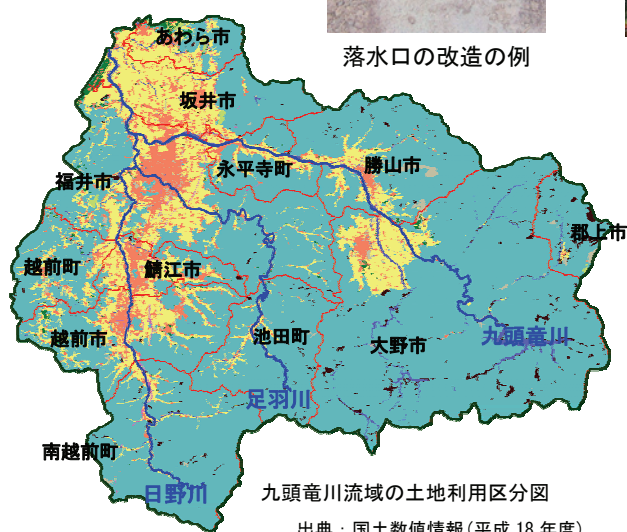 落水口の改造の例
あわら市
坂井市
永平寺町
勝山市
福井市
郡上市
越前町
鯖江市
越前市
池田町
大野市
九頭竜川
足羽川
南越前町
日野川
九頭竜川流域の土地利用区分図
出典：国土数値情報(平成 18 年度)